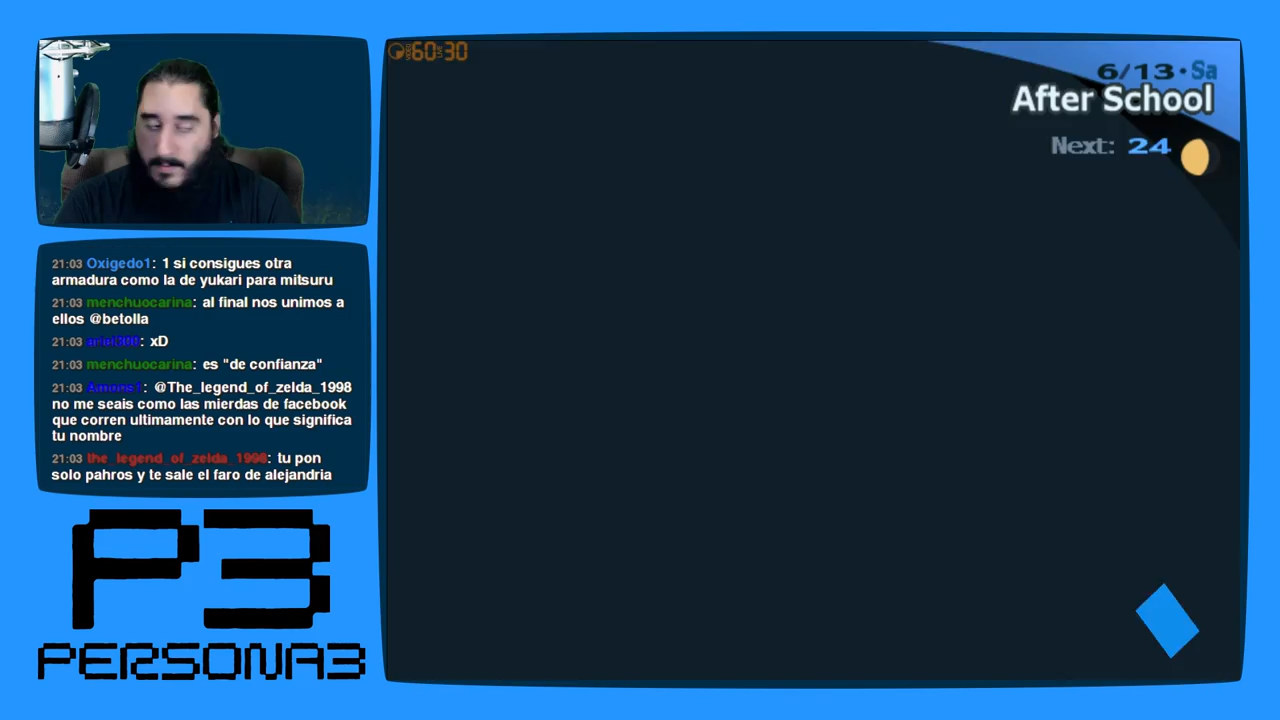 60 30
6/13·Sa
After School
Next: 24
21:03 Oxigedo1: 1 si consigues otra
armadura como la de yukari para mitsuru
21:03 menchuocarina: al final nos unimos a
ellos @betolla
21:03 : xD
21:03 menchuocarina: es "de confianza"
21:03 : @The_legend_of_zelda_1998
no me seais como las mierdas de facebook
que corren ultimamente con lo que significa
tu nombre
21:03 the_legend_of_zelda_1998: tu pon
solo pahros y te sale el faro de alejandria
P3
PERSONA3